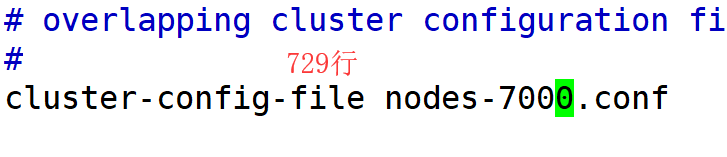 # overlapping cluster configuration fi
#
729行
cluster-config-file nodes-7000.conf